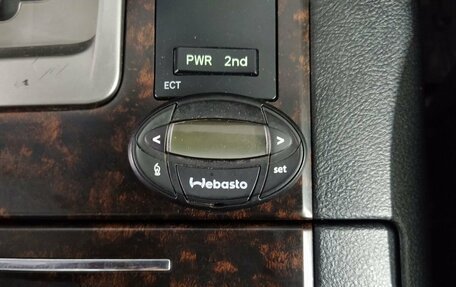 PWR 2nd
ECT
< >
set
Webasto